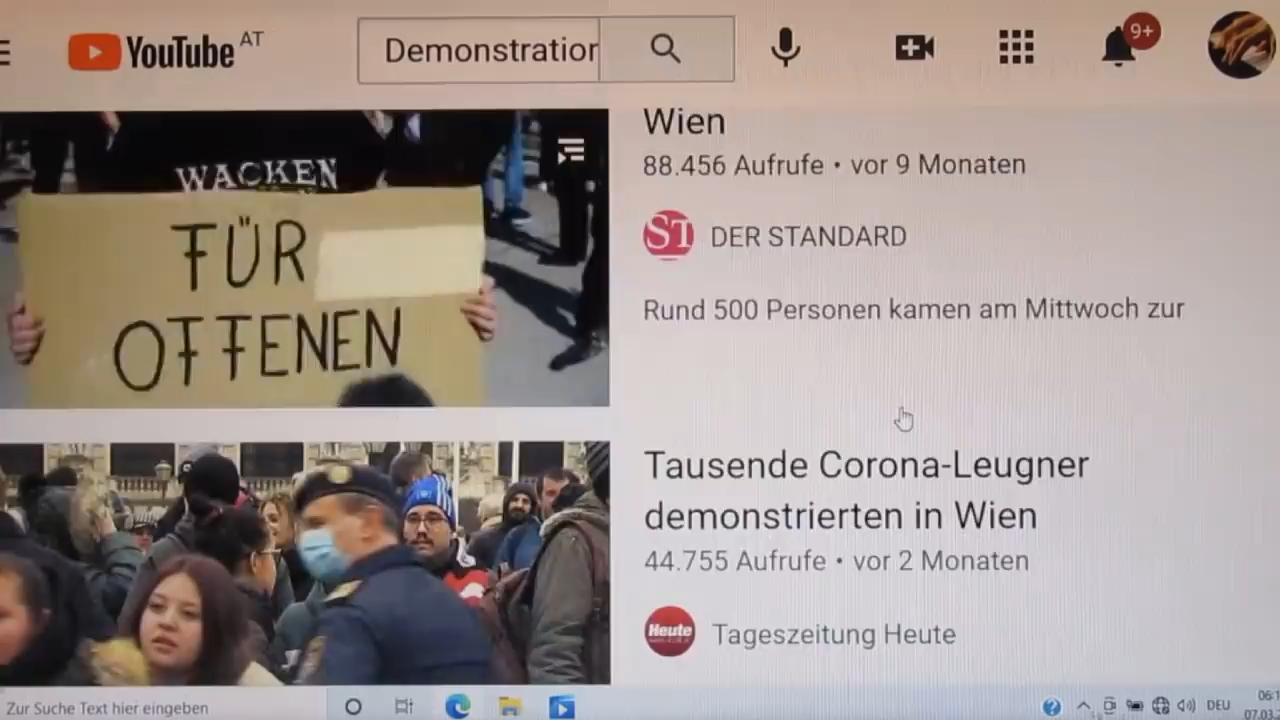 YouTube AT
Demonstration
9+
WACKEN
FÜR
OFFENEN
Wien
88.456 Aufrufe • vor 9 Monaten
ST DER STANDARD
Rund 500 Personen kamen am Mittwoch zur
Tausende Corona-Leugner
demonstrierten in Wien
44.755 Aufrufe • vor 2 Monaten
Heute Tageszeitung Heute
Zur Suche Text hier eingeben
DEU